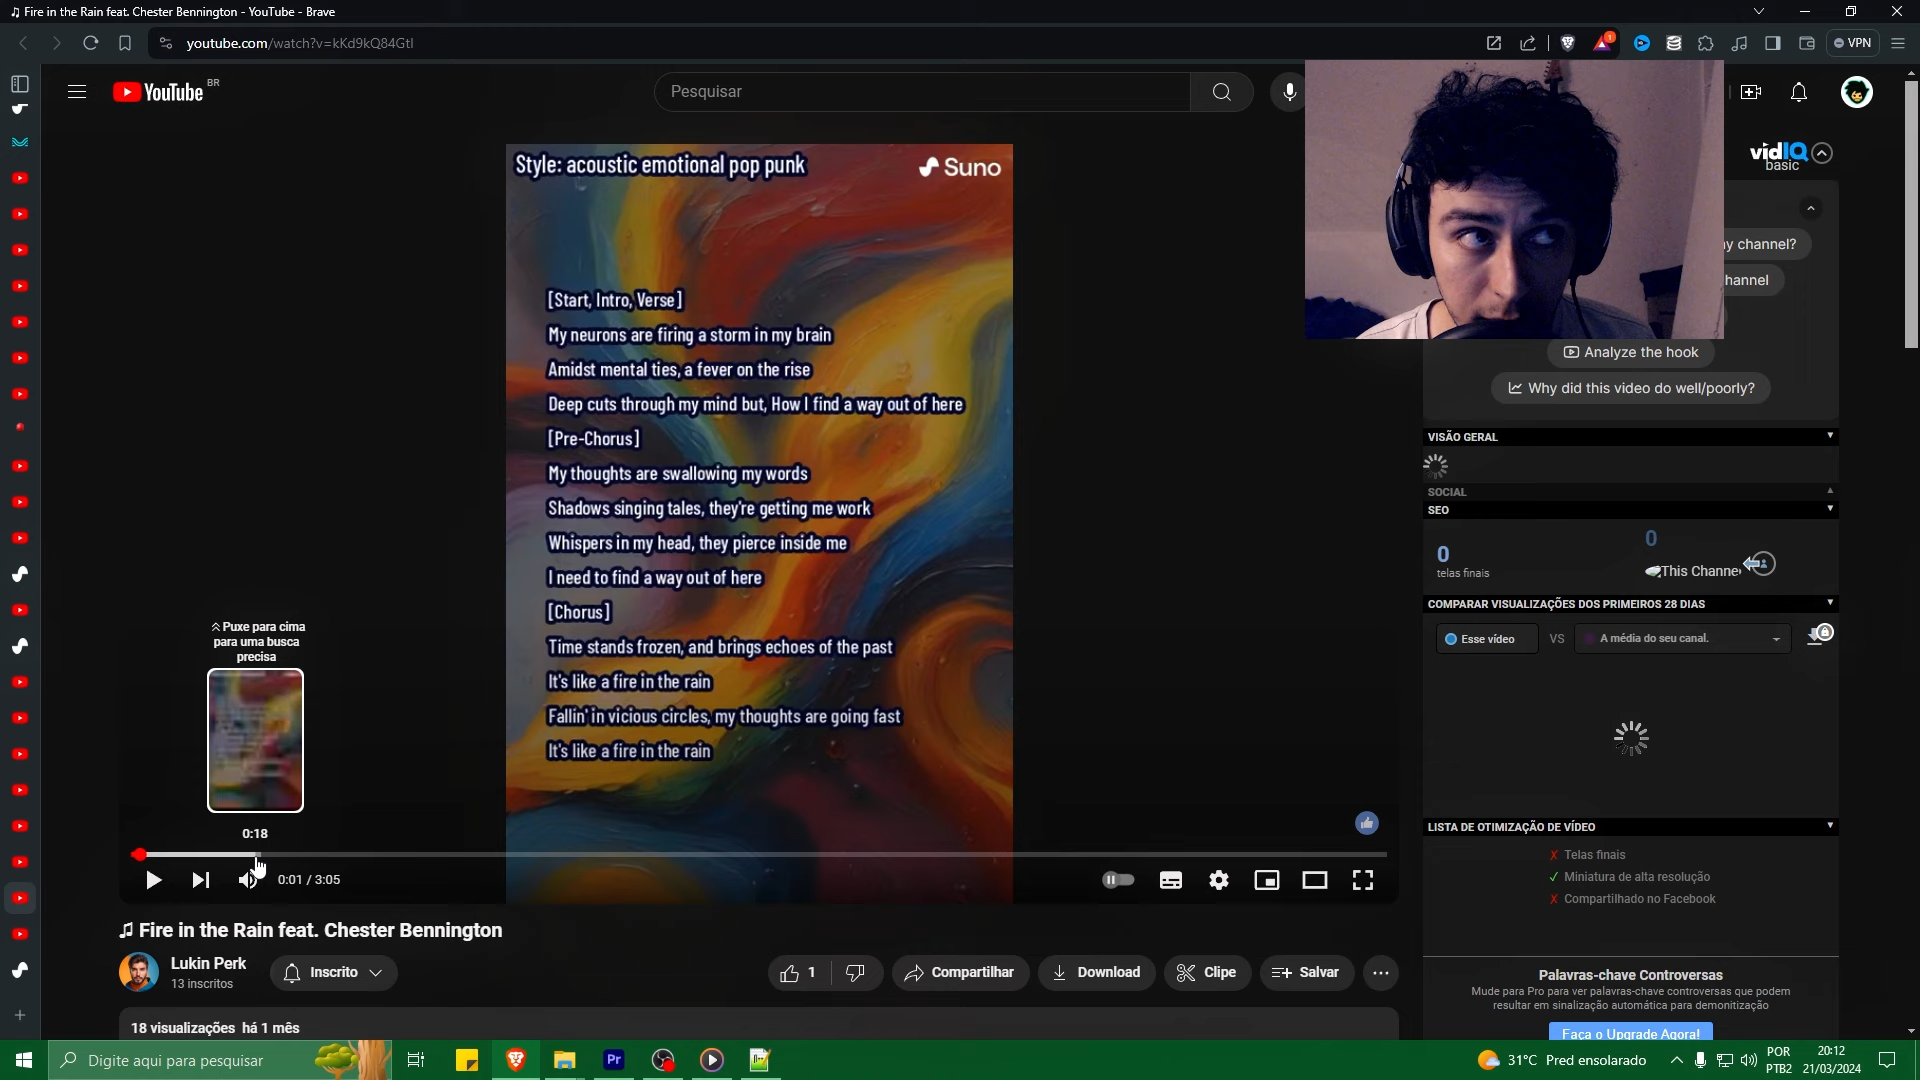 ♫ Fire in the Rain feat. Chester Bennington - YouTube - Brave
youtube.com/watch?v=kKd9kQ84GtI
1
VPN
YouTube BR
Pesquisar
vidIQ
basic
Style: acoustic emotional pop punk
Suno
[Start, Intro, Verse]
My neurons are firing a storm in my brain
Amidst mental ties, a fever on the rise
Deep cuts through my mind but, How I find a way out of here
[Pre-Chorus]
My thoughts are swallowing my words
Shadows singing tales, they're getting me work
Whispers in my head, they pierce inside me
I need to find a way out of here
[Chorus]
Time stands frozen, and brings echoes of the past
It's like a fire in the rain
Fallin' in vicious circles, my thoughts are going fast
It's like a fire in the rain
Puxe para cima
para uma busca
precisa
0:18
0:01 / 3:05
♫ Fire in the Rain feat. Chester Bennington
Lukin Perk
13 inscritos
Inscrito
1
Compartilhar
Download
Clipe
Salvar
18 visualizações há 1 mês
y channel?
hannel
Analyze the hook
Why did this video do well/poorly?
VISÃO GERAL
SOCIAL
SEO
0
telas finais
0
This Channe
COMPARAR VISUALIZAÇÕES DOS PRIMEIROS 28 DIAS
Esse vídeo
VS
A média do seu canal.
LISTA DE OTIMIZAÇÃO DE VÍDEO
X Telas finais
✓ Miniatura de alta resolução
X Compartilhado no Facebook
Palavras-chave Controversas
Mude para Pro para ver palavras-chave controversas que podem
resultar em sinalização automática para demonitização
Faça o Upgrade Agora!
Digite aqui para pesquisar
Pr
31°C Pred ensolarado
POR
PTB2
20:12
21/03/2024